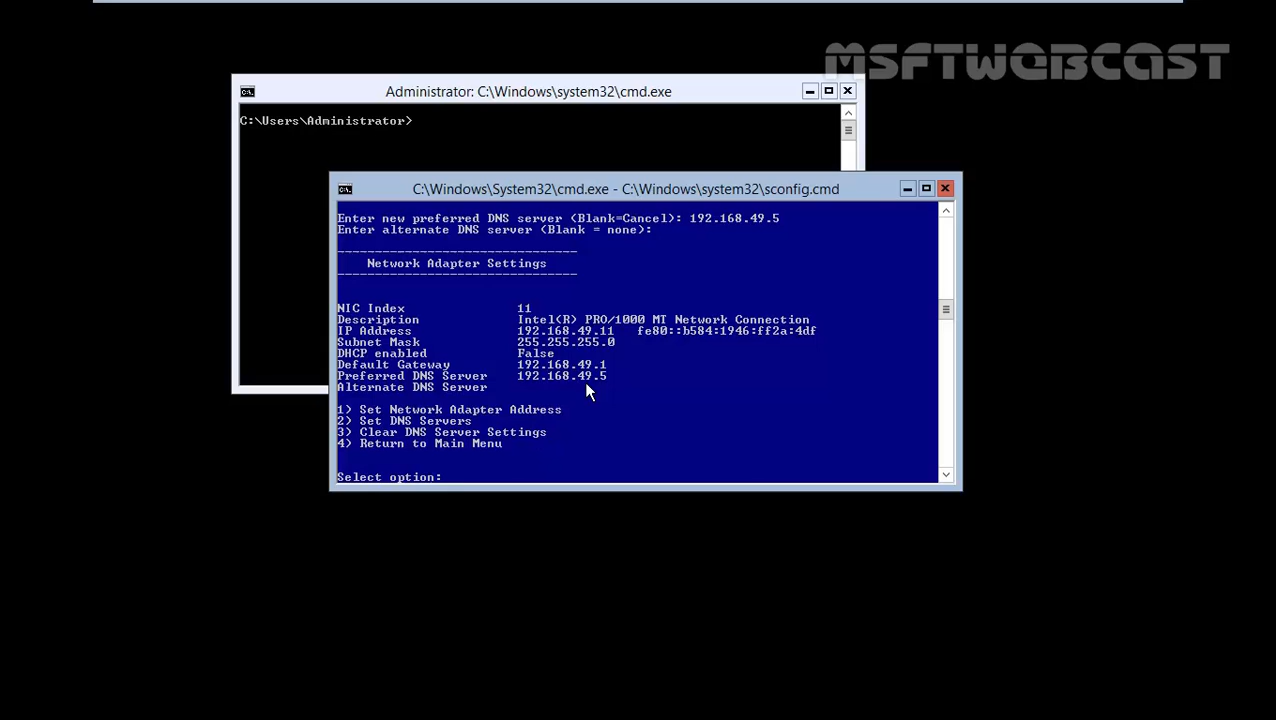 MSFTWEBCAST
Administrator: C:\Windows\system32\cmd.exe
C:\Users\Administrator>
C:\Windows\System32\cmd.exe - C:\Windows\system32\sconfig.cmd
Enter new preferred DNS server (Blank=Cancel): 192.168.49.5
Enter alternate DNS server (Blank = none):
--------------------------------
Network Adapter Settings
--------------------------------
NIC Index 11
Description Intel(R) PRO/1000 MT Network Connection
IP Address 192.168.49.11 fe80::b584:1946:ff2a:4df
Subnet Mask 255.255.255.0
DHCP enabled False
Default Gateway 192.168.49.1
Preferred DNS Server 192.168.49.5
Alternate DNS Server
1) Set Network Adapter Address
2) Set DNS Servers
3) Clear DNS Server Settings
4) Return to Main Menu
Select option: